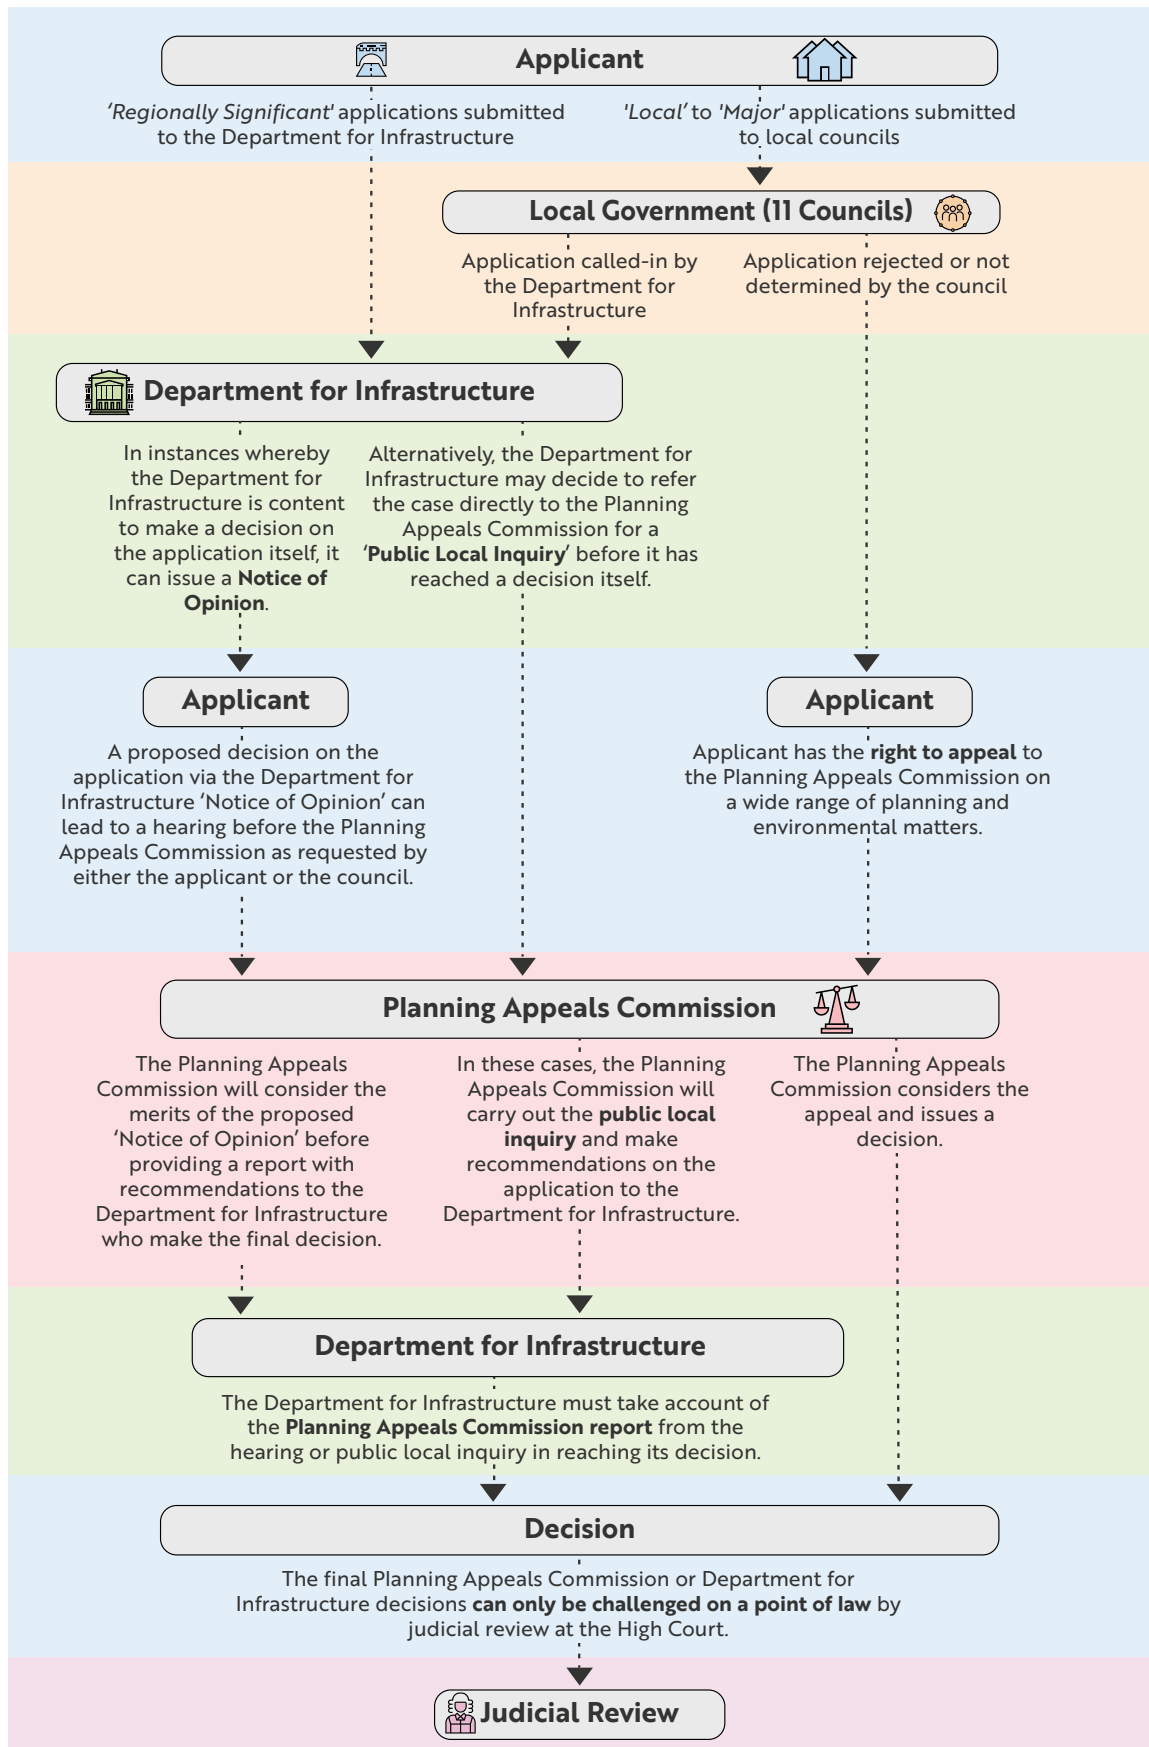 Applicant
‘Regionally Significant' applications submitted
to the Department for Infrastructure
'Local’ to 'Major' applications submitted
to local councils
Local Government (11 Councils)
Application called-in by
the Department for
Infrastructure
Application rejected or not
determined by the council
Department for Infrastructure
In instances whereby
the Department for
Infrastructure is content
to make a decision on
the application itself, it
can issue a Notice of
Opinion.
Alternatively, the Department for
Infrastructure may decide to refer
the case directly to the Planning
Appeals Commission for a
‘Public Local Inquiry’ before it has
reached a decision itself.
Applicant
A proposed decision on the
application via the Department for
Infrastructure ‘Notice of Opinion’ can
lead to a hearing before the Planning
Appeals Commission as requested by
either the applicant or the council.
Applicant
Applicant has the right to appeal to
the Planning Appeals Commission on
a wide range of planning and
environmental matters.
Planning Appeals Commission
The Planning Appeals
Commission will consider the
merits of the proposed
‘Notice of Opinion’ before
providing a report with
recommendations to the
Department for Infrastructure
who make the final decision.
In these cases, the Planning
Appeals Commission will
carry out the public local
inquiry and make
recommendations on the
application to the
Department for Infrastructure.
The Planning Appeals
Commission considers the
appeal and issues a
decision.
Department for Infrastructure
The Department for Infrastructure must take account of
the Planning Appeals Commission report from the
hearing or public local inquiry in reaching its decision.
Decision
The final Planning Appeals Commission or Department for
Infrastructure decisions can only be challenged on a point of law by
judicial review at the High Court.
Judicial Review